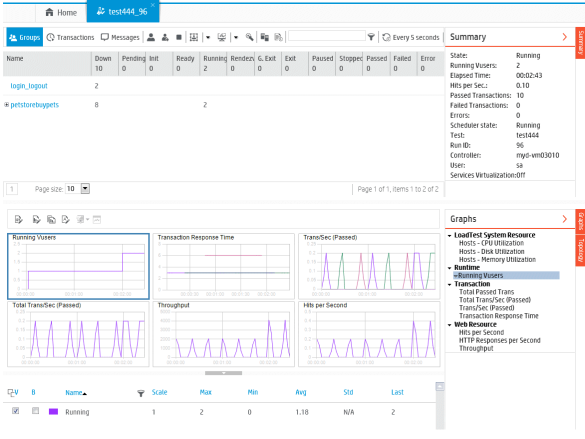 Home
test444_96
Groups Transactions Messages Every 5 seconds
Name Down Pending Init Ready Running Rendezv G. Exit Exit Paused Stopped Passed Failed Error
10 0 0 0 2 0 0 0 0 0 0 0 0
login_logout 2
petstorebuypets 8 2
1 Page size: 10 Page 1 of 1, items 1 to 2 of 2
Summary
Summary
State: Running
Running Vusers: 2
Elapsed Time: 00:02:43
Hits per Sec.: 0.10
Passed Transactions: 10
Failed Transactions: 0
Errors: 0
Scheduler state: Running
Test: test444
Run ID: 96
Controller: myd-vm03010
User: sa
Services Virtualization:Off
Running Vusers
Transaction Response Time
Trans/Sec (Passed)
Total Trans/Sec (Passed)
Throughput
Hits per Second
Graphs
Graphs
Topology
LoadTest System Resource
Hosts - CPU Utilization
Hosts - Disk Utilization
Hosts - Memory Utilization
Runtime
Running Vusers
Transaction
Total Passed Trans
Total Trans/Sec (Passed)
Trans/Sec (Passed)
Transaction Response Time
Web Resource
Hits per Second
HTTP Responses per Second
Throughput
V B Name Scale Max Min Avg Std Last
Running 1 2 0 1.18 N/A 2